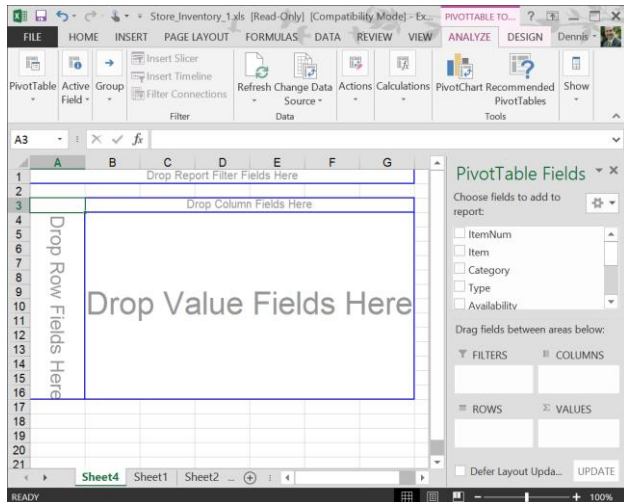 Store_Inventory_1.xls [Read-Only] [Compatibility Mode] - Ex... PIVOTTABLE TO... ?
FILE HOME INSERT PAGE LAYOUT FORMULAS DATA REVIEW VIEW ANALYZE DESIGN Dennis
Insert Slicer
Insert Timeline
Filter Connections
PivotTable Active Field Group
Refresh Change Data Source Actions Calculations PivotChart Recommended PivotTables Show
Filter Data Tools
A3 fx
A B C D E F G
1 Drop Report Filter Fields Here
2
3 Drop Column Fields Here
4
5
6
7
8
9
10
11
12
13
14
15
16
17
18
19
20
21
Drop Row Fields Here
Drop Value Fields Here
PivotTable Fields
Choose fields to add to
report:
ItemNum
Item
Category
Type
Availability
Drag fields between areas below:
FILTERS COLUMNS
ROWS Σ VALUES
Defer Layout Upda... UPDATE
Sheet4 Sheet1 Sheet2 ...
READY 100%